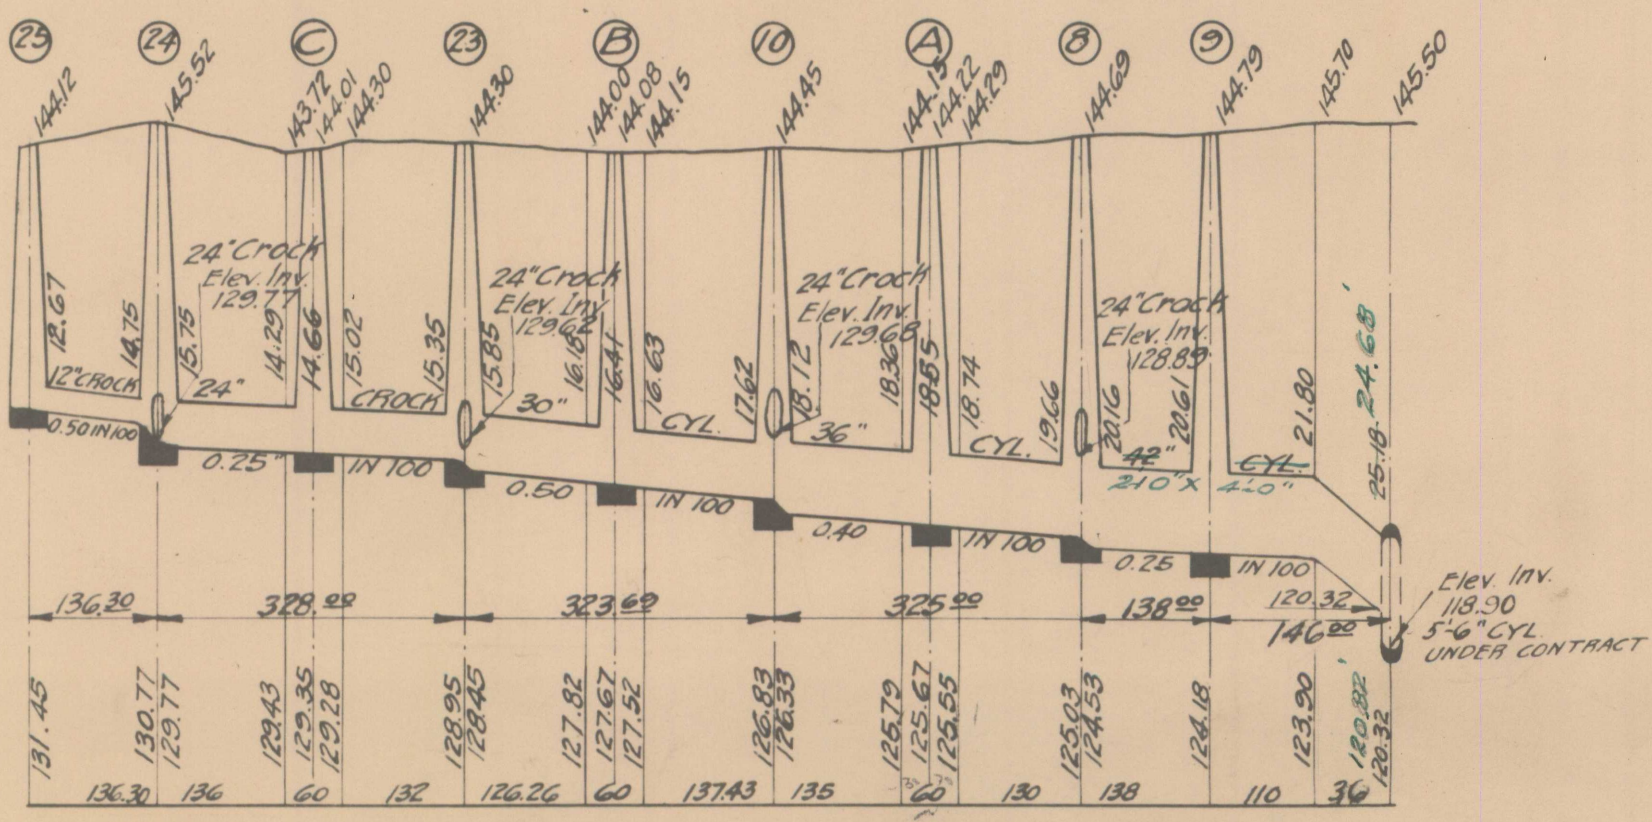 25 24 C 23 B 10 A 8 9
144.12 145.52 143.72 144.01 144.30 144.30 144.00 144.08 144.15 144.45 144.15 144.22 144.29 144.69 144.79 145.70 145.50
24"Crock
Elev. Inv.
129.77
24"Crock
Elev. Inv.
129.62
24"Crock
Elev. Inv.
129.68
24"Crock
Elev. Inv.
128.89
12.67 14.75 15.75 14.29 14.66 15.02 15.35 15.85 16.18 16.41 16.63 17.62 18.12 18.36 18.55 18.74 19.66 20.16 20.61 21.80 25.18 24.68'
12"CROCK 24" CROCK 30" CYL. 36" CYL. 42" CYL.
2'-0" X 4'-0"
0.50 IN 100 0.25" IN 100 0.50 IN 100 0.40 IN 100 0.25 IN 100
136.30 328.00 323.69 325.00 138.00 120.32
146.00
Elev. Inv.
118.90
5'-6" CYL.
UNDER CONTRACT
131.45 130.77 129.77 129.43 129.35 129.28 128.95 128.45 127.82 127.67 127.52 126.83 126.33 125.79 125.67 125.55 125.03 124.53 124.18 123.90 120.82' 120.32
136.30 136 60 132 126.26 60 137.43 135 60 130 138 110 36